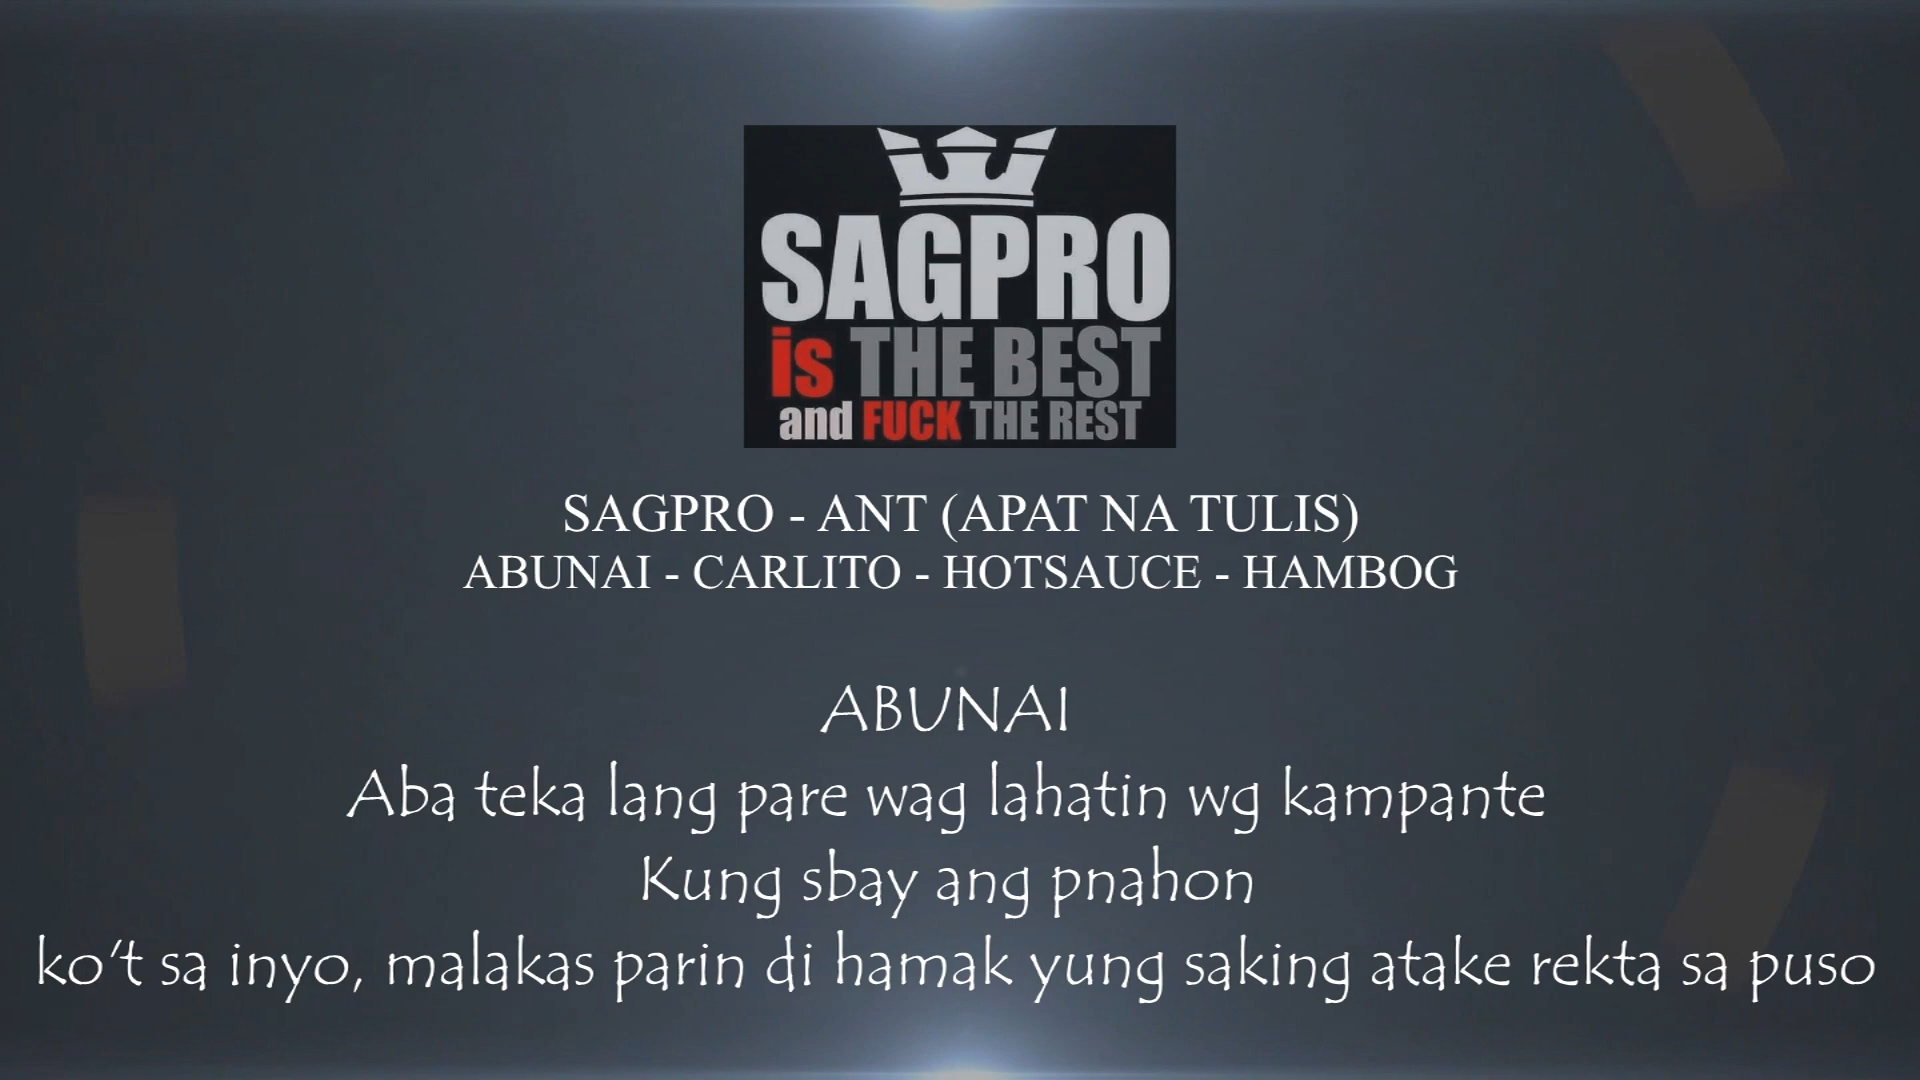 SAGPRO
is THE BEST
and FUCK THE REST
SAGPRO - ANT (APAT NA TULIS)
ABUNAI - CARLITO - HOTSAUCE - HAMBOG
ABUNAI
Aba teka lang pare wag lahatin wg kampante
Kung sbay ang pnahon
ko't sa inyo, malakas parin di hamak yung saking atake rekta sa puso